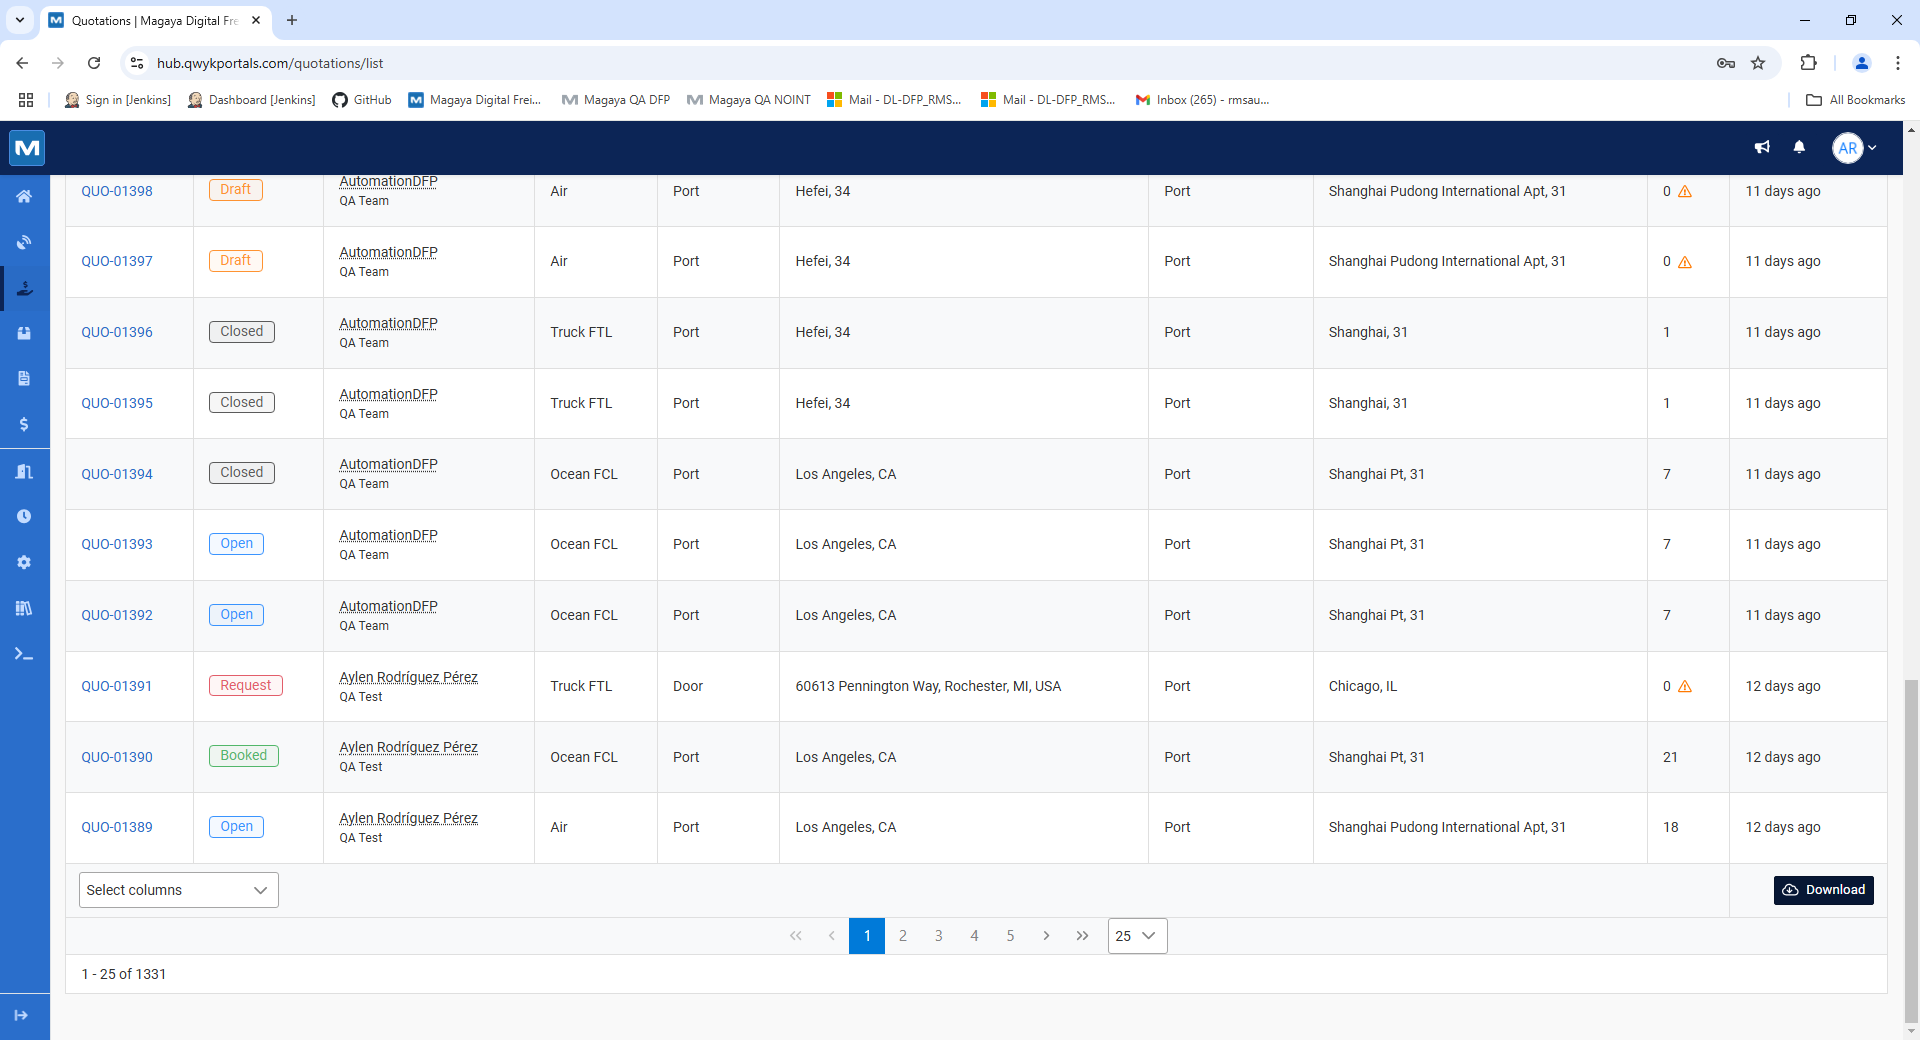 Quotations | Magaya Digital Fre
hub.qwykportals.com/quotations/list
Sign in [Jenkins]
Dashboard [Jenkins]
GitHub
Magaya Digital Frei...
Magaya QA DFP
Magaya QA NOINT
Mail - DL-DFP_RMS...
Mail - DL-DFP_RMS...
Inbox (265) - rmsau...
All Bookmarks
AR
QUO-01398 Draft AutomationDFP Air Port Hefei, 34 Port Shanghai Pudong International Apt, 31 0 11 days ago
QA Team
QUO-01397 Draft AutomationDFP Air Port Hefei, 34 Port Shanghai Pudong International Apt, 31 0 11 days ago
QA Team
QUO-01396 Closed AutomationDFP Truck FTL Port Hefei, 34 Port Shanghai, 31 1 11 days ago
QA Team
QUO-01395 Closed AutomationDFP Truck FTL Port Hefei, 34 Port Shanghai, 31 1 11 days ago
QA Team
QUO-01394 Closed AutomationDFP Ocean FCL Port Los Angeles, CA Port Shanghai Pt, 31 7 11 days ago
QA Team
QUO-01393 Open AutomationDFP Ocean FCL Port Los Angeles, CA Port Shanghai Pt, 31 7 11 days ago
QA Team
QUO-01392 Open AutomationDFP Ocean FCL Port Los Angeles, CA Port Shanghai Pt, 31 7 11 days ago
QA Team
QUO-01391 Request Aylen Rodríguez Pérez Truck FTL Door 60613 Pennington Way, Rochester, MI, USA Port Chicago, IL 0 12 days ago
QA Test
QUO-01390 Booked Aylen Rodríguez Pérez Ocean FCL Port Los Angeles, CA Port Shanghai Pt, 31 21 12 days ago
QA Test
QUO-01389 Open Aylen Rodríguez Pérez Air Port Los Angeles, CA Port Shanghai Pudong International Apt, 31 18 12 days ago
QA Test
Select columns
Download
1 2 3 4 5 25
1 - 25 of 1331